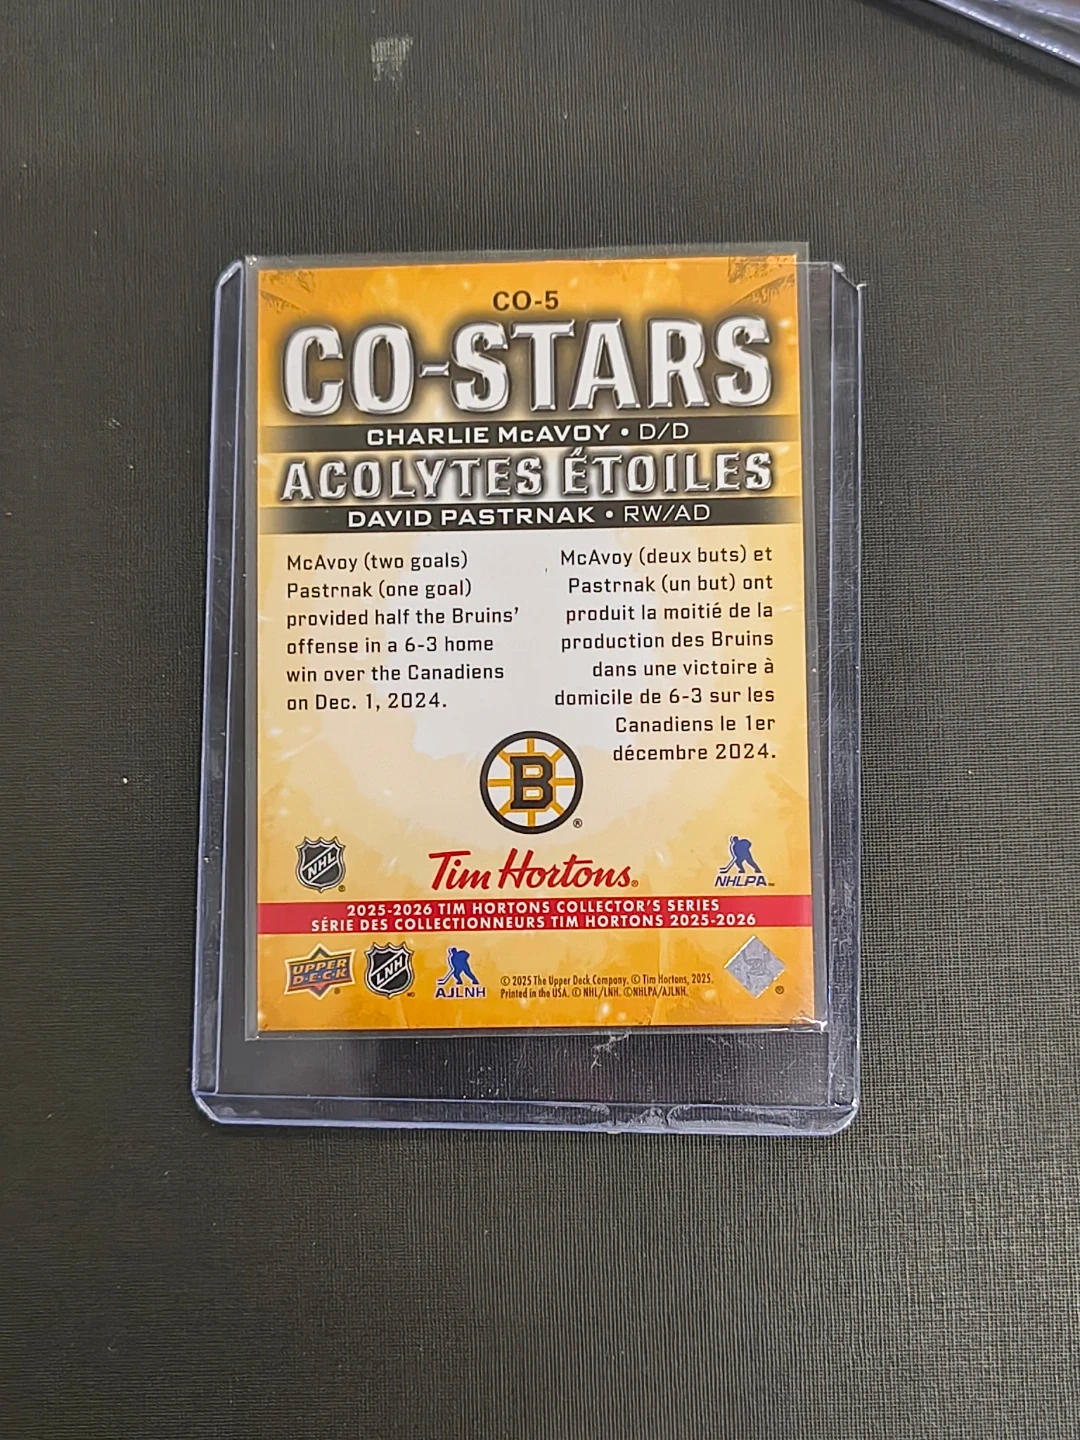 CO-5
CO-STARS
CHARLIE McAVOY • D/D
ACOLYTES ÉTOILES
DAVID PASTRNAK • RW/AD
McAvoy (two goals)
Pastrnak (one goal)
provided half the Bruins'
offense in a 6-3 home
win over the Canadiens
on Dec. 1, 2024.
McAvoy (deux buts) et
Pastrnak (un but) ont
produit la moitié de la
production des Bruins
dans une victoire à
domicile de 6-3 sur les
Canadiens le 1er
décembre 2024.
B
®
NHL
®
Tim Hortons®
NHLPA™
2025-2026 TIM HORTONS COLLECTOR'S SERIES
SÉRIE DES COLLECTIONNEURS TIM HORTONS 2025-2026
UPPER
D·E·C·K
®
LNH
AJLNH
© 2025 The Upper Deck Company. © Tim Hortons, 2025.
Printed in the USA. © NHL/LNH. ©NHLPA/AJLNH.
®